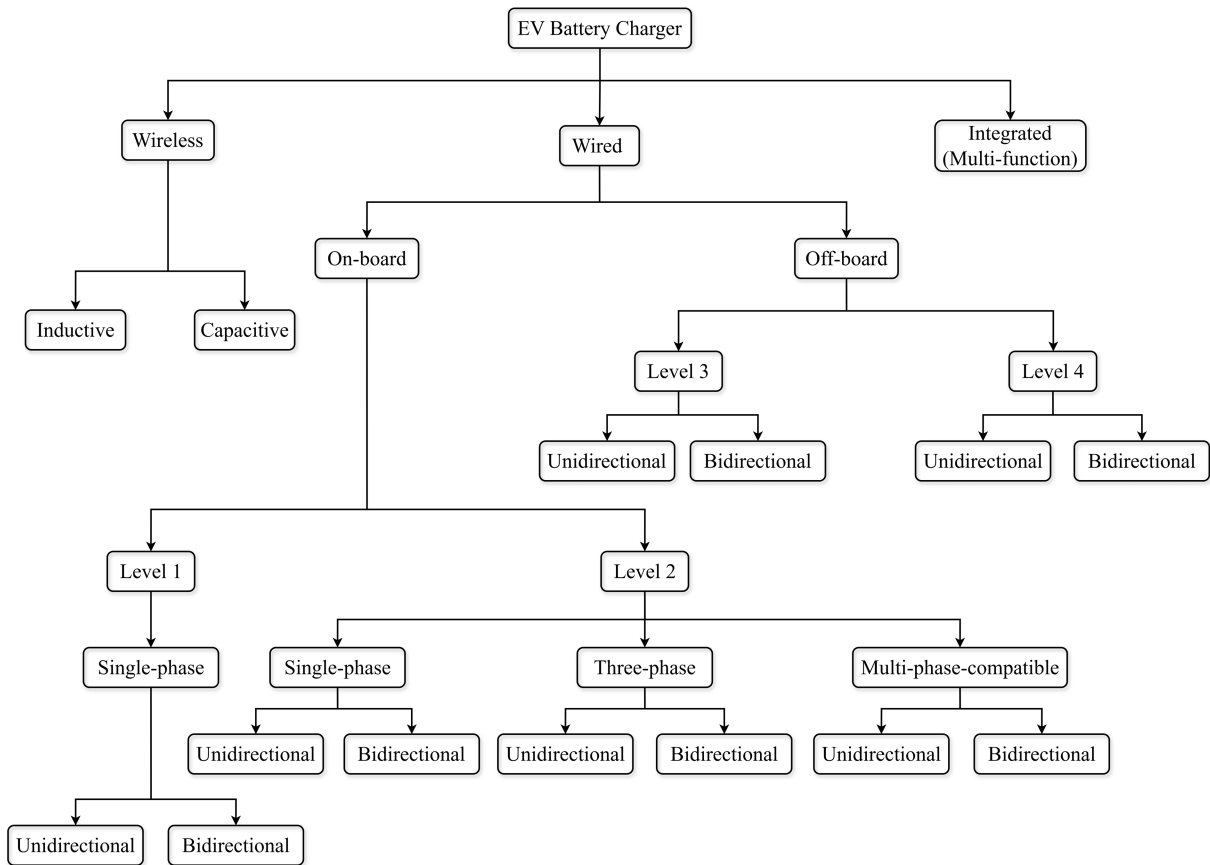 EV Battery Charger
Wireless
Wired
Integrated
(Multi-function)
On-board
Off-board
Inductive
Capacitive
Level 3
Level 4
Unidirectional
Bidirectional
Unidirectional
Bidirectional
Level 1
Level 2
Single-phase
Single-phase
Three-phase
Multi-phase-compatible
Unidirectional
Bidirectional
Unidirectional
Bidirectional
Unidirectional
Bidirectional
Unidirectional
Bidirectional